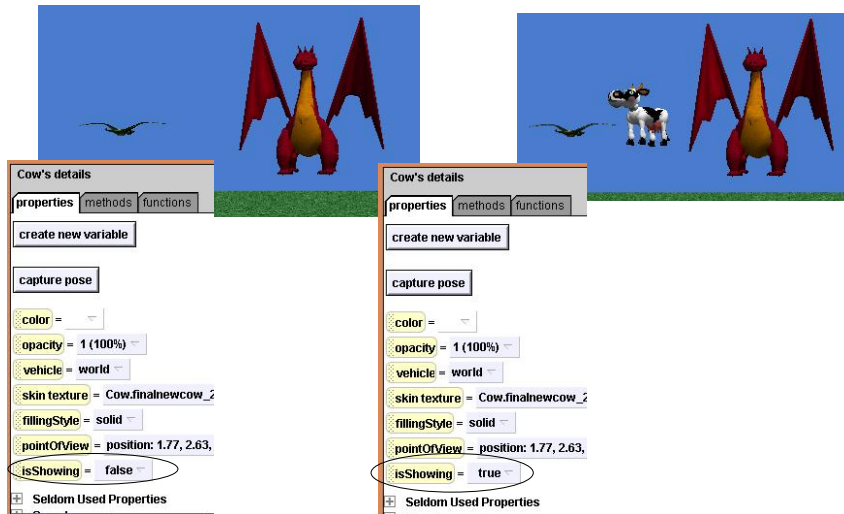 Cow's details
properties methods functions
create new variable
capture pose
color =
opacity = 1 (100%)
vehicle = world
skin texture = Cow.finalnewcow_2
fillingStyle = solid
pointOfView = position: 1.77, 2.63,
isShowing = false
Seldom Used Properties
Cow's details
properties methods functions
create new variable
capture pose
color =
opacity = 1 (100%)
vehicle = world
skin texture = Cow.finalnewcow_2
fillingStyle = solid
pointOfView = position: 1.77, 2.63,
isShowing = true
Seldom Used Properties